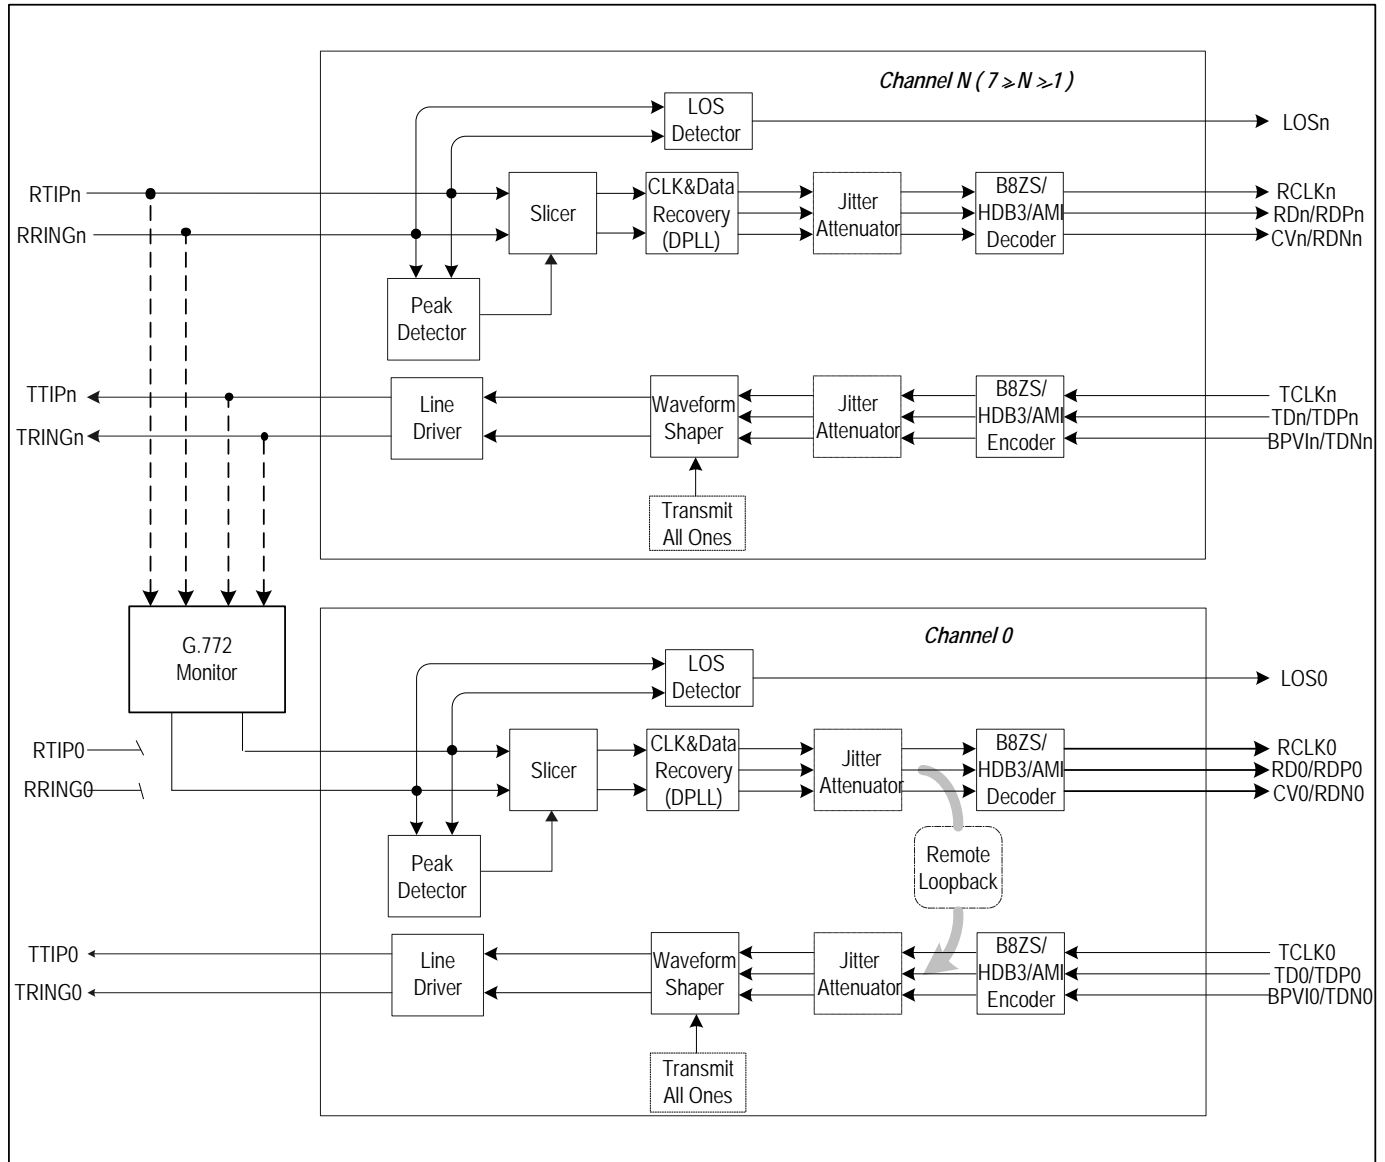 Channel N ( 7 ⩾ N ⩾ 1 )
LOS
Detector
LOSn
RTIPn
RRINGn
Slicer
CLK&Data
Recovery
(DPLL)
Jitter
Attenuator
B8ZS/
HDB3/AMI
Decoder
RCLKn
RDn/RDPn
CVn/RDNn
Peak
Detector
TTIPn
TRINGn
Line
Driver
Waveform
Shaper
Jitter
Attenuator
B8ZS/
HDB3/AMI
Encoder
TCLKn
TDn/TDPn
BPVIn/TDNn
Transmit
All Ones
G.772
Monitor
Channel 0
LOS
Detector
LOS0
RTIP0
RRING0
Slicer
CLK&Data
Recovery
(DPLL)
Jitter
Attenuator
B8ZS/
HDB3/AMI
Decoder
RCLK0
RD0/RDP0
CV0/RDN0
Peak
Detector
Remote
Loopback
TTIP0
TRING0
Line
Driver
Waveform
Shaper
Jitter
Attenuator
B8ZS/
HDB3/AMI
Encoder
TCLK0
TD0/TDP0
BPVI0/TDN0
Transmit
All Ones